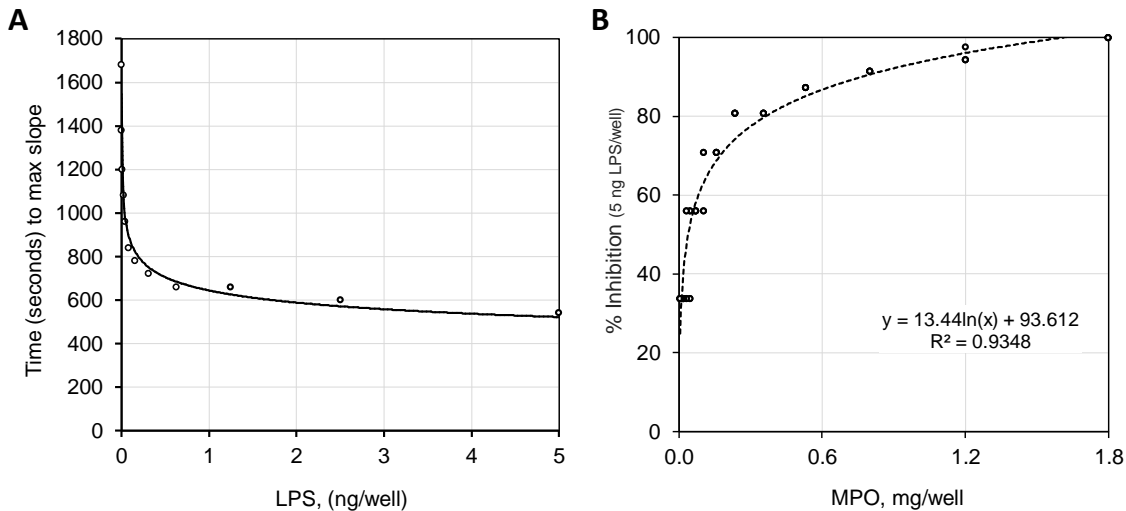 A
1800
1600
1400
1200
1000
800
600
400
200
0
0 1 2 3 4 5
Time (seconds) to max slope
LPS, (ng/well)
B
100
80
60
40
20
0
0.0 0.6 1.2 1.8
% Inhibition (5 ng LPS/well)
MPO, mg/well
y = 13.44ln(x) + 93.612
R² = 0.9348